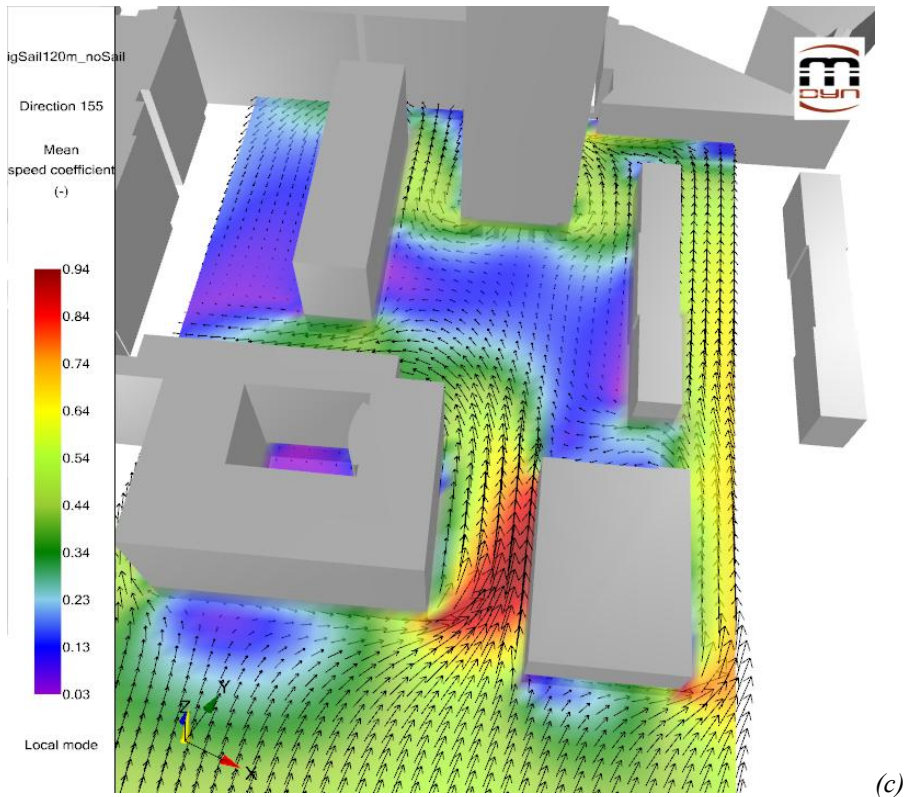 igSail120m_noSail
Direction 155
Mean
speed coefficient
(-)
0.94
0.84
0.74
0.64
0.54
0.44
0.34
0.23
0.13
0.03
Local mode
Z
Y
X
m
(c)